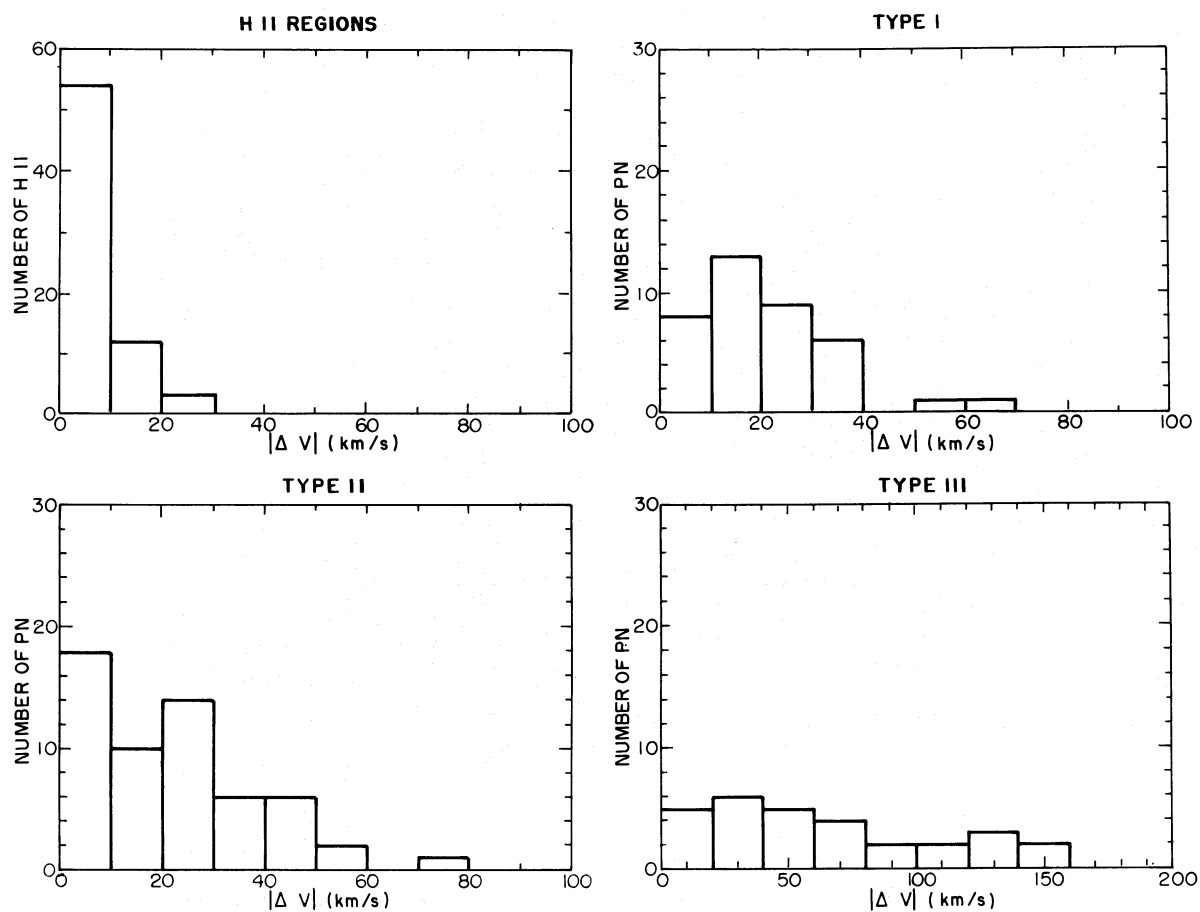 H II REGIONS
60
40
20
0
NUMBER OF H II
0 20 40 60 80 100
|Δ V| (km/s)
TYPE I
30
20
10
0
NUMBER OF PN
0 20 40 60 80 100
|Δ V| (km/s)
TYPE II
30
20
10
0
NUMBER OF PN
0 20 40 60 80 100
|Δ V| (km/s)
TYPE III
30
20
10
0
NUMBER OF PN
0 50 100 150 200
|Δ V| (km/s)